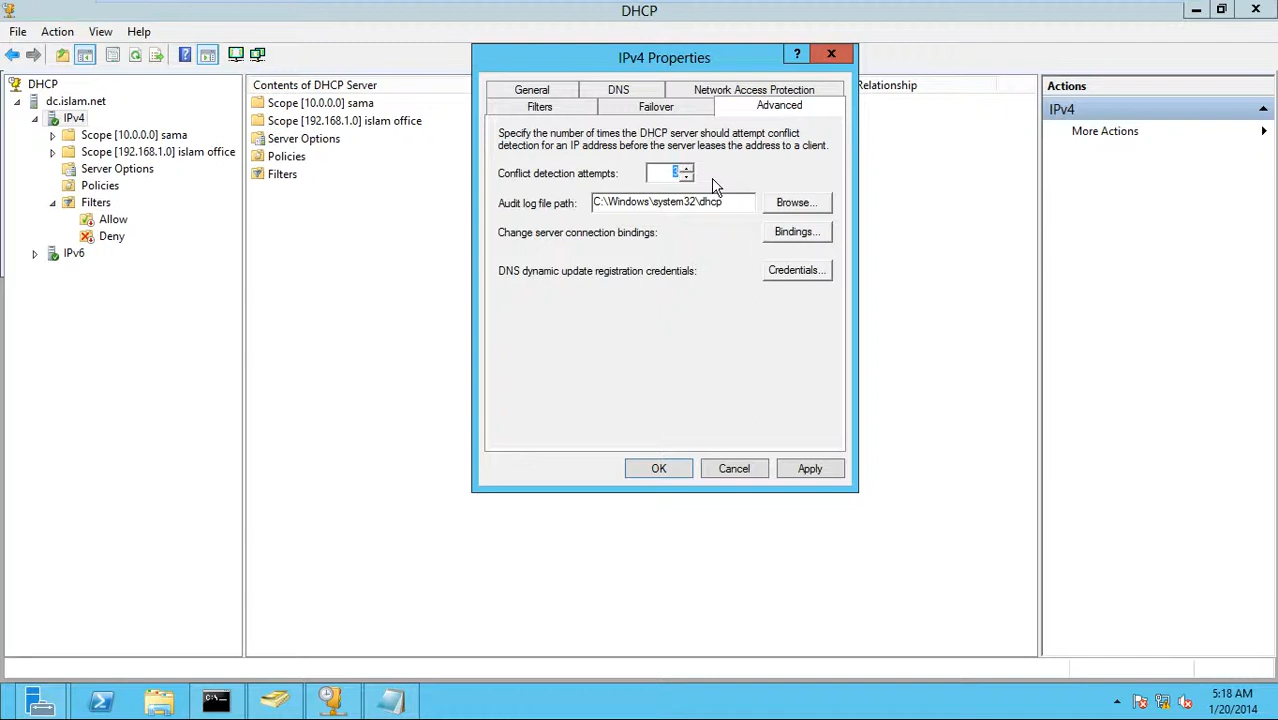 DHCP
File Action View Help
DHCP
dc.islam.net
IPv4
Scope [10.0.0.0] sama
Scope [192.168.1.0] islam office
Server Options
Policies
Filters
Allow
Deny
IPv6
Contents of DHCP Server
Scope [10.0.0.0] sama
Scope [192.168.1.0] islam office
Server Options
Policies
Filters
Relationship
Actions
IPv4
More Actions
IPv4 Properties
General DNS Network Access Protection
Filters Failover Advanced
Specify the number of times the DHCP server should attempt conflict
detection for an IP address before the server leases the address to a client.
Conflict detection attempts: 3
Audit log file path: C:\Windows\system32\dhcp Browse...
Change server connection bindings: Bindings...
DNS dynamic update registration credentials: Credentials...
OK Cancel Apply
5:18 AM
1/20/2014